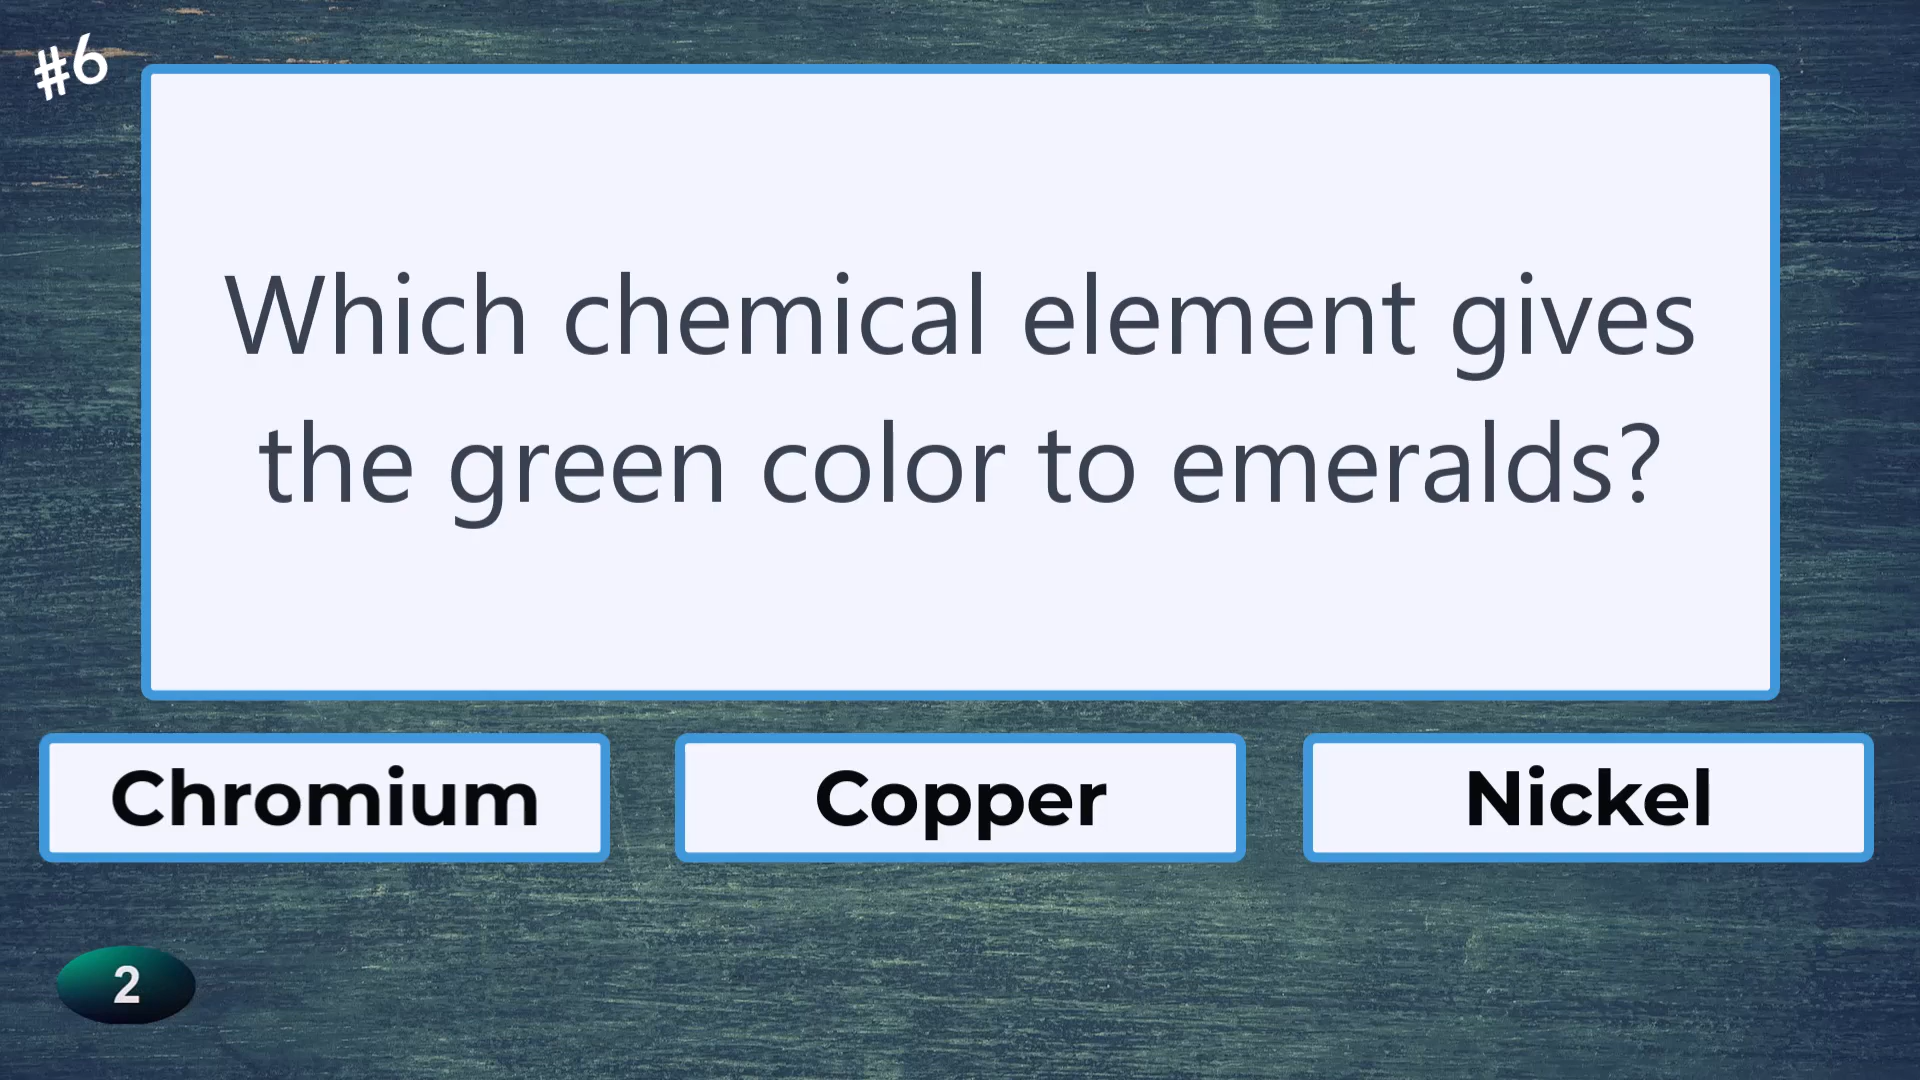 #6
Which chemical element gives
the green color to emeralds?
Chromium
Copper
Nickel
2